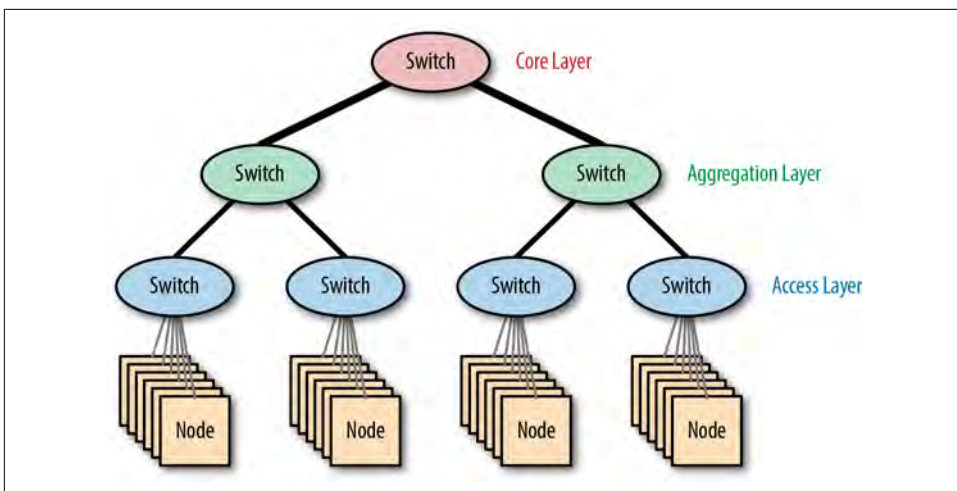 Switch
Core Layer
Switch
Switch
Aggregation Layer
Switch
Switch
Switch
Switch
Access Layer
Node
Node
Node
Node